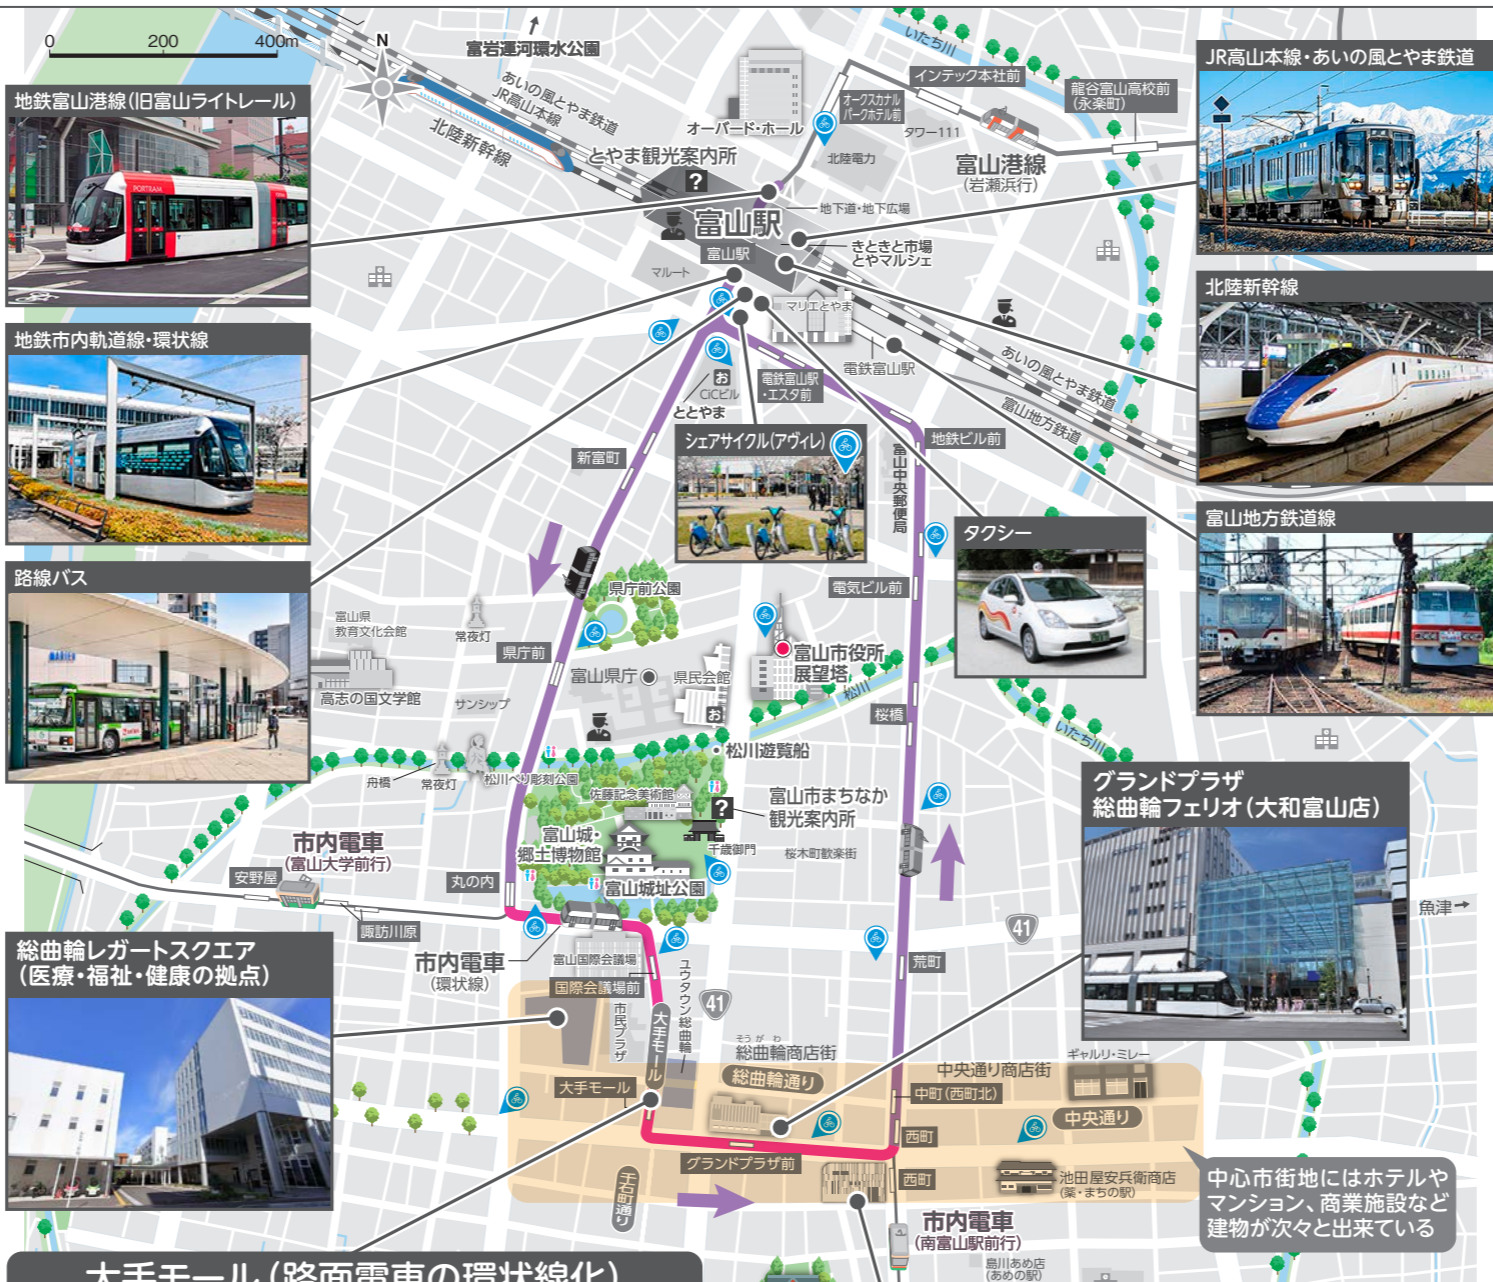 0 200 400m
N
富岩運河環水公園
いたち川
JR高山本線・あいの風とやま鉄道
地鉄富山港線(旧富山ライトレール)
PORTRAM
あいの風とやま鉄道
JR高山本線
北陸新幹線
オーバード・ホール
オークスカナル
パークホテル前
インテック本社前
龍谷富山高校前
(永楽町)
タワー111
北陸電力
富山港線
(岩瀬浜行)
とやま観光案内所
?
地下道・地下広場
富山駅
富山駅
きときと市場
とやマルシェ
マルート
マリエとやま
北陸新幹線
地鉄市内軌道線・環状線
電鉄富山駅
あいの風とやま鉄道
富山地方鉄道
お
CiCビル
ととやま
電鉄富山駅
・エスタ前
シェアサイクル(アヴィレ)
新富町
地鉄ビル前
富山中央郵便局
タクシー
富山地方鉄道線
路線バス
MARIER
県庁前公園
電気ビル前
富山県
教育文化会館
常夜灯
県庁前
富山県庁
県民会館
お
富山市役所
展望塔
松川
高志の国文学館
サンシップ
桜橋
いたち川
松川遊覧船
舟橋
常夜灯
松川べり彫刻公園
佐藤記念美術館
?
富山市まちなか
観光案内所
千歳御門
桜木町歓楽街
富山城・
郷土博物館
富山城址公園
グランドプラザ
総曲輪フェリオ(大和富山店)
市内電車
(富山大学前行)
安野屋
諏訪川原
丸の内
41
魚津→
総曲輪レガートスクエア
(医療・福祉・健康の拠点)
市内電車
(環状線)
富山国際会議場
国際会議場前
荒町
市民プラザ
大手モール
ユウタウン総曲輪
41
そうがわ
総曲輪商店街
総曲輪通り
中央通り商店街
ギャルリ・ミレー
大手モール
中町(西町北)
中央通り
西町
グランドプラザ前
西町
池田屋安兵衛商店
(薬・まちの駅)
中心市街地にはホテルや
マンション、商業施設など
建物が次々と出来ている
千石町通り
市内電車
(南富山駅前行)
島川あめ店
(あめの駅)
大手モール(路面電車の環状線化)